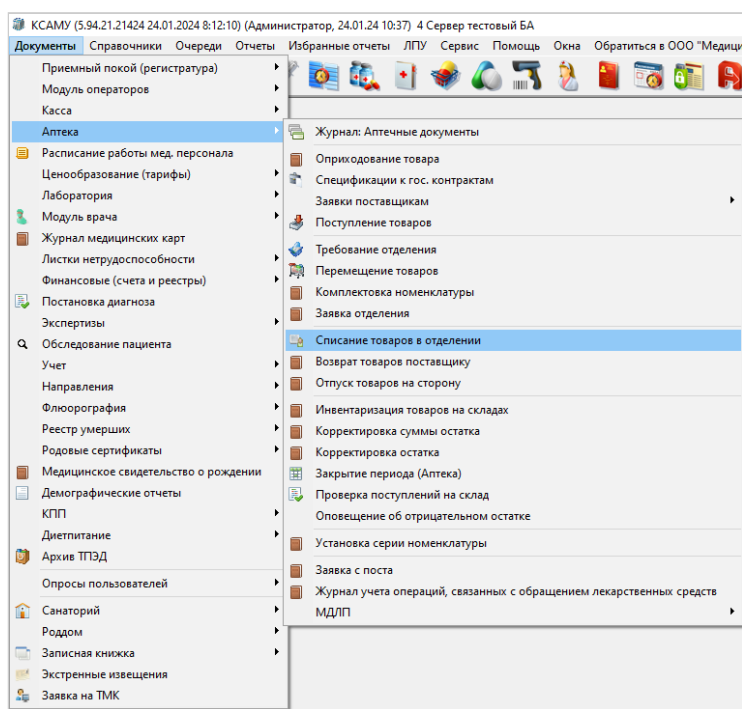 КСАМУ (5.94.21.21424 24.01.2024 8:12:10) (Администратор, 24.01.24 10:37) 4 Сервер тестовый БА
Документы Справочники Очереди Отчеты Избранные отчеты ЛПУ Сервис Помощь Окна Обратиться в ООО "Медици
Приемный покой (регистратура)
Модуль операторов
Касса
Аптека
Расписание работы мед. персонала
Ценообразование (тарифы)
Лаборатория
Модуль врача
Журнал медицинских карт
Листки нетрудоспособности
Финансовые (счета и реестры)
Постановка диагноза
Экспертизы
Обследование пациента
Учет
Направления
Флюорография
Реестр умерших
Родовые сертификаты
Медицинское свидетельство о рождении
Демографические отчеты
КПП
Диетпитание
Архив ТПЭД
Опросы пользователей
Санаторий
Роддом
Записная книжка
Экстренные извещения
Заявка на ТМК
Журнал: Аптечные документы
Оприходование товара
Спецификации к гос. контрактам
Заявки поставщикам
Поступление товаров
Требование отделения
Перемещение товаров
Комплектовка номенклатуры
Заявка отделения
Списание товаров в отделении
Возврат товаров поставщику
Отпуск товаров на сторону
Инвентаризация товаров на складах
Корректировка суммы остатка
Корректировка остатка
Закрытие периода (Аптека)
Проверка поступлений на склад
Оповещение об отрицательном остатке
Установка серии номенклатуры
Заявка с поста
Журнал учета операций, связанных с обращением лекарственных средств
МДЛП